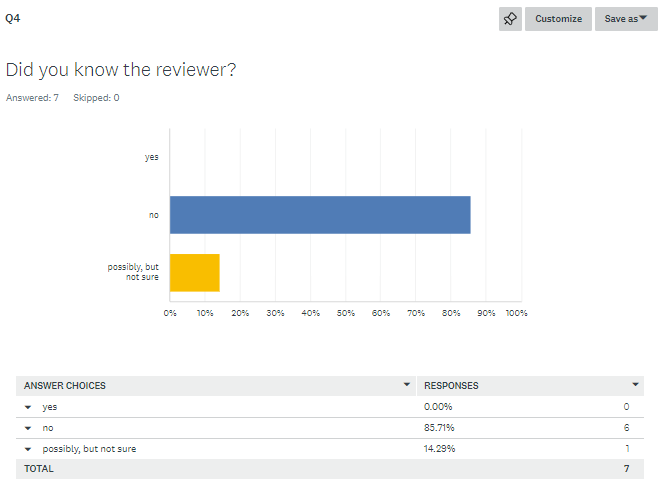 Q4
Customize
Save as
Did you know the reviewer?
Answered: 7 Skipped: 0
yes
no
possibly, but
not sure
0% 10% 20% 30% 40% 50% 60% 70% 80% 90% 100%
ANSWER CHOICES RESPONSES
yes 0.00% 0
no 85.71% 6
possibly, but not sure 14.29% 1
TOTAL 7